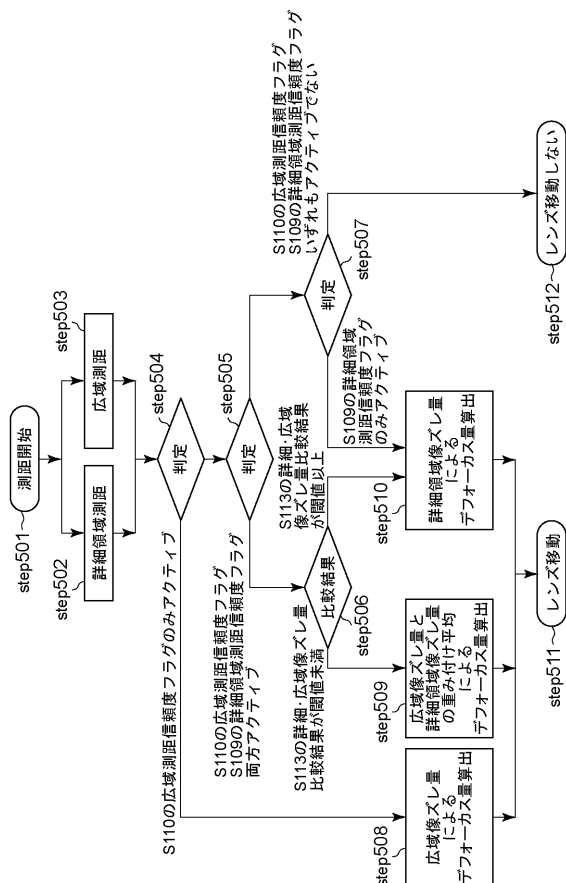 step501
測距開始
step502
詳細領域測距
step503
広域測距
step504
判定
S110の広域測距信頼度フラグのみアクティブ
step505
判定
S110の広域測距信頼度フラグ
S109の詳細領域測距信頼度フラグ
両方アクティブ
比較結果
step506
S113の詳細・広域像ズレ量
比較結果が閾値未満
S113の詳細・広域
像ズレ量比較結果
が閾値以上
判定
step507
S109の詳細領域
測距信頼度フラグ
のみアクティブ
S110の広域測距信頼度フラグ
S109の詳細領域測距信頼度フラグ
いずれもアクティブでない
step508
広域像ズレ量
による
デフォーカス量算出
step509
広域像ズレ量と
詳細領域像ズレ量
の重み付け平均
による
デフォーカス量算出
step510
詳細領域像ズレ量
による
デフォーカス量算出
step511
レンズ移動
step512
レンズ移動しない